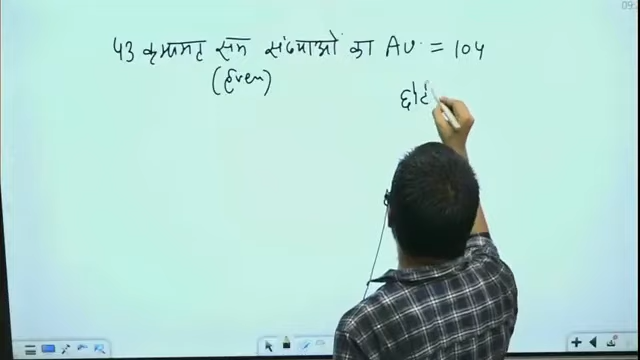 43 क्रमागत सम संख्याओं का Av. = 104
(Even)
छोटे